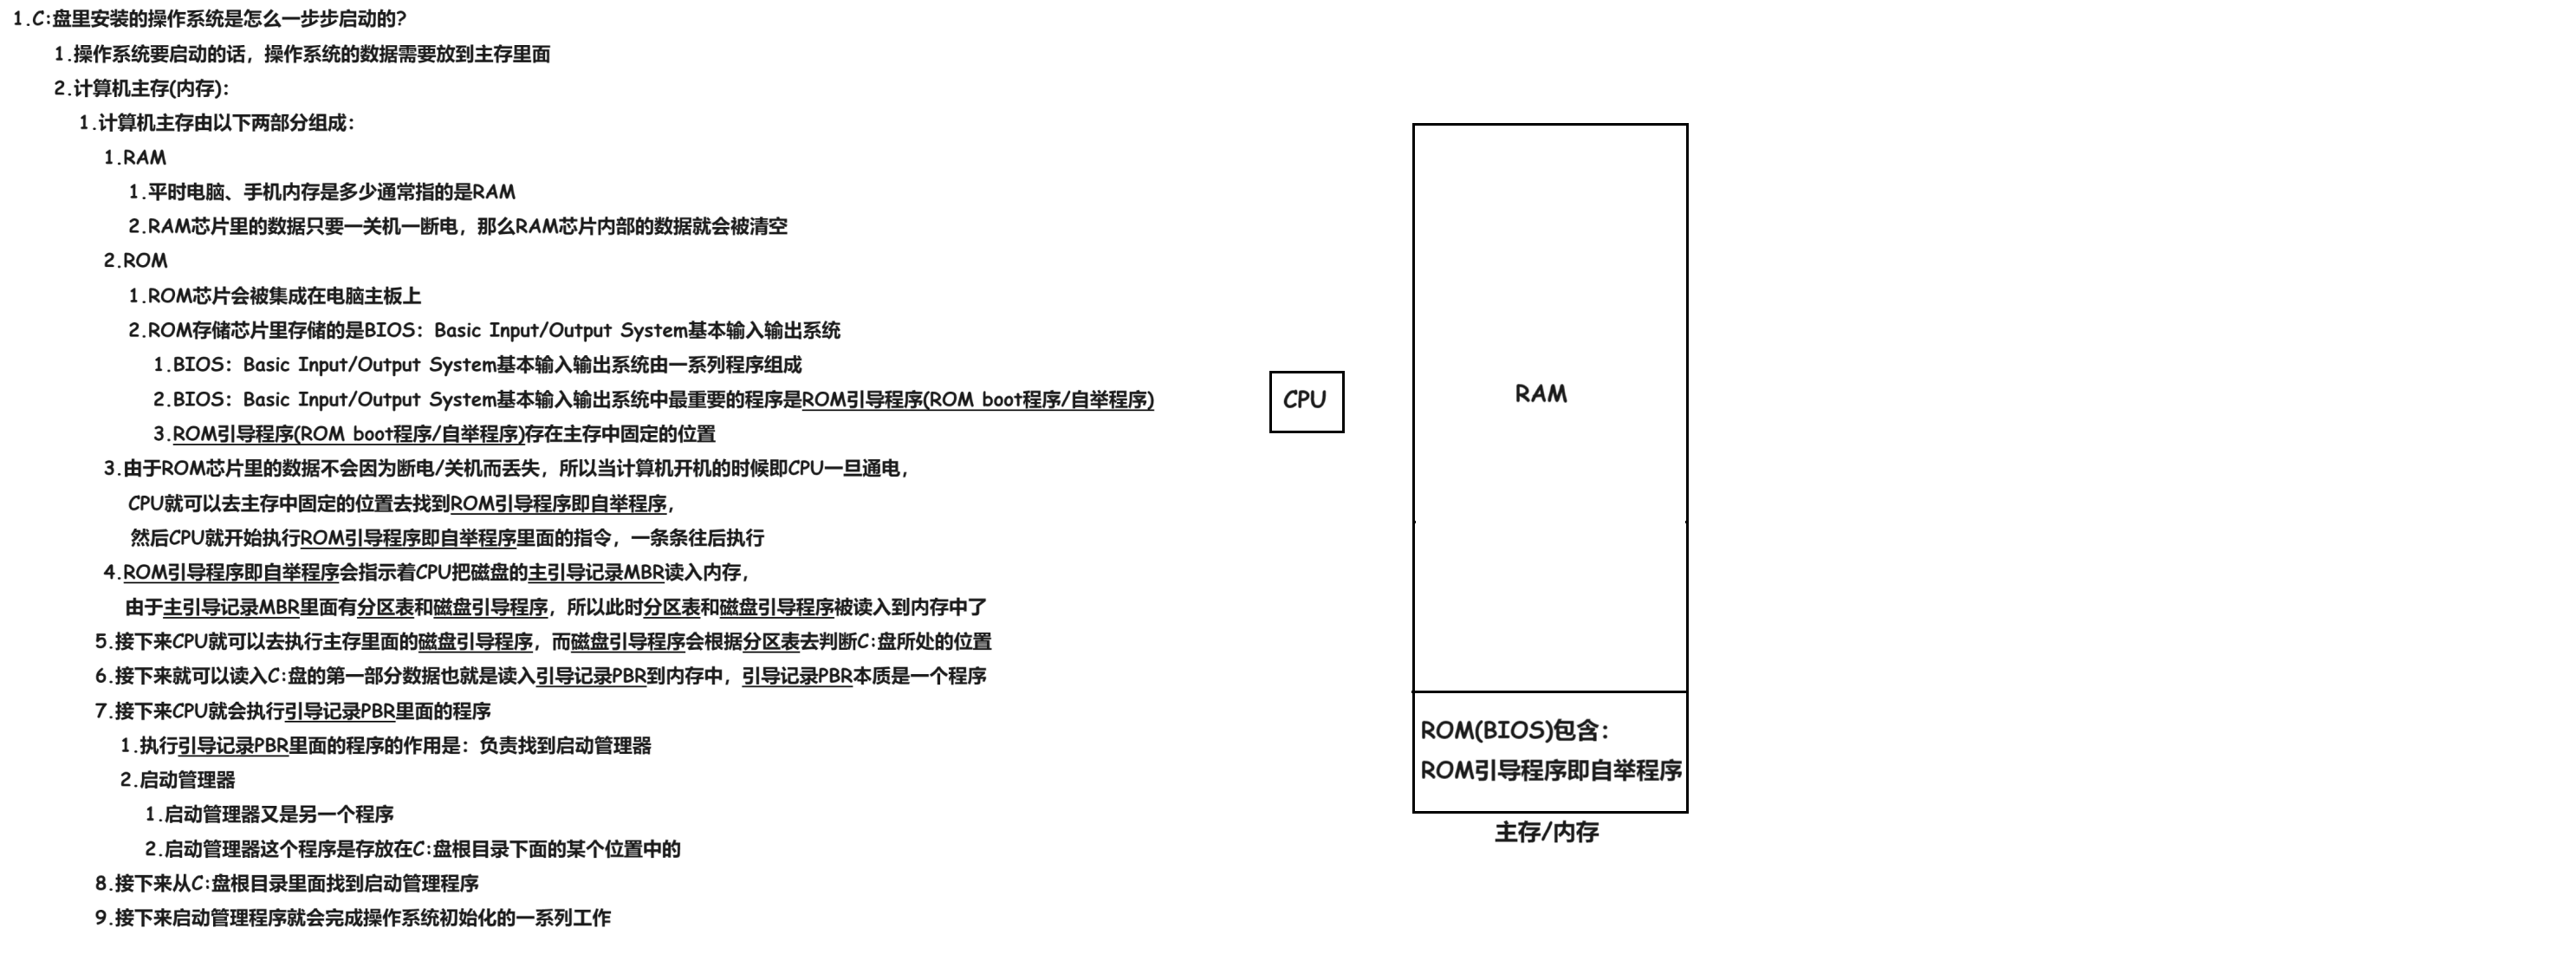 1.C:盘里安装的操作系统是怎么一步步启动的?
1.操作系统要启动的话，操作系统的数据需要放到主存里面
2.计算机主存(内存)：
1.计算机主存由以下两部分组成：
1.RAM
1.平时电脑、手机内存是多少通常指的是RAM
2.RAM芯片里的数据只要一关机一断电，那么RAM芯片内部的数据就会被清空
2.ROM
1.ROM芯片会被集成在电脑主板上
2.ROM存储芯片里存储的是BIOS：Basic Input/Output System基本输入输出系统
1.BIOS：Basic Input/Output System基本输入输出系统由一系列程序组成
2.BIOS：Basic Input/Output System基本输入输出系统中最重要的程序是ROM引导程序(ROM boot程序/自举程序)
3.ROM引导程序(ROM boot程序/自举程序)存在主存中固定的位置
3.由于ROM芯片里的数据不会因为断电/关机而丢失，所以当计算机开机的时候即CPU一旦通电，
CPU就可以去主存中固定的位置去找到ROM引导程序即自举程序，
然后CPU就开始执行ROM引导程序即自举程序里面的指令，一条条往后执行
4.ROM引导程序即自举程序会指示着CPU把磁盘的主引导记录MBR读入内存，
由于主引导记录MBR里面有分区表和磁盘引导程序，所以此时分区表和磁盘引导程序被读入到内存中了
5.接下来CPU就可以去执行主存里面的磁盘引导程序，而磁盘引导程序会根据分区表去判断C:盘所处的位置
6.接下来就可以读入C:盘的第一部分数据也就是读入引导记录PBR到内存中，引导记录PBR本质是一个程序
7.接下来CPU就会执行引导记录PBR里面的程序
1.执行引导记录PBR里面的程序的作用是：负责找到启动管理器
2.启动管理器
1.启动管理器又是另一个程序
2.启动管理器这个程序是存放在C:盘根目录下面的某个位置中的
8.接下来从C:盘根目录里面找到启动管理程序
9.接下来启动管理程序就会完成操作系统初始化的一系列工作
CPU
RAM
ROM(BIOS)包含：
ROM引导程序即自举程序
主存/内存